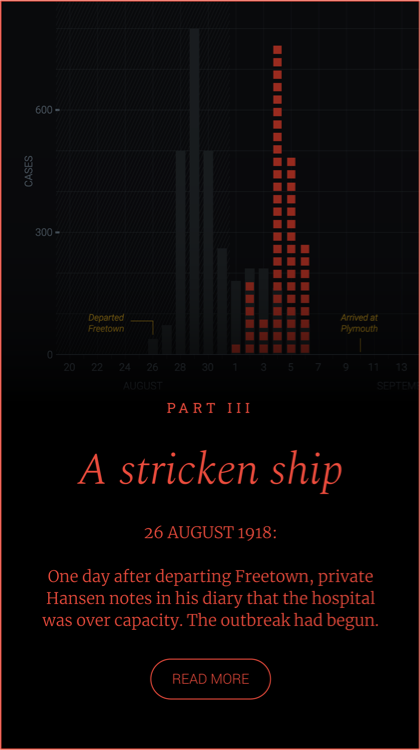 600
CASES
300
Departed
Freetown
Arrived at
Plymouth
0
20 22 24 26 28 30 1 3 5 7 9 11 13
AUGUST SEPTEM
PART III
A stricken ship
26 AUGUST 1918:
One day after departing Freetown, private
Hansen notes in his diary that the hospital
was over capacity. The outbreak had begun.
READ MORE